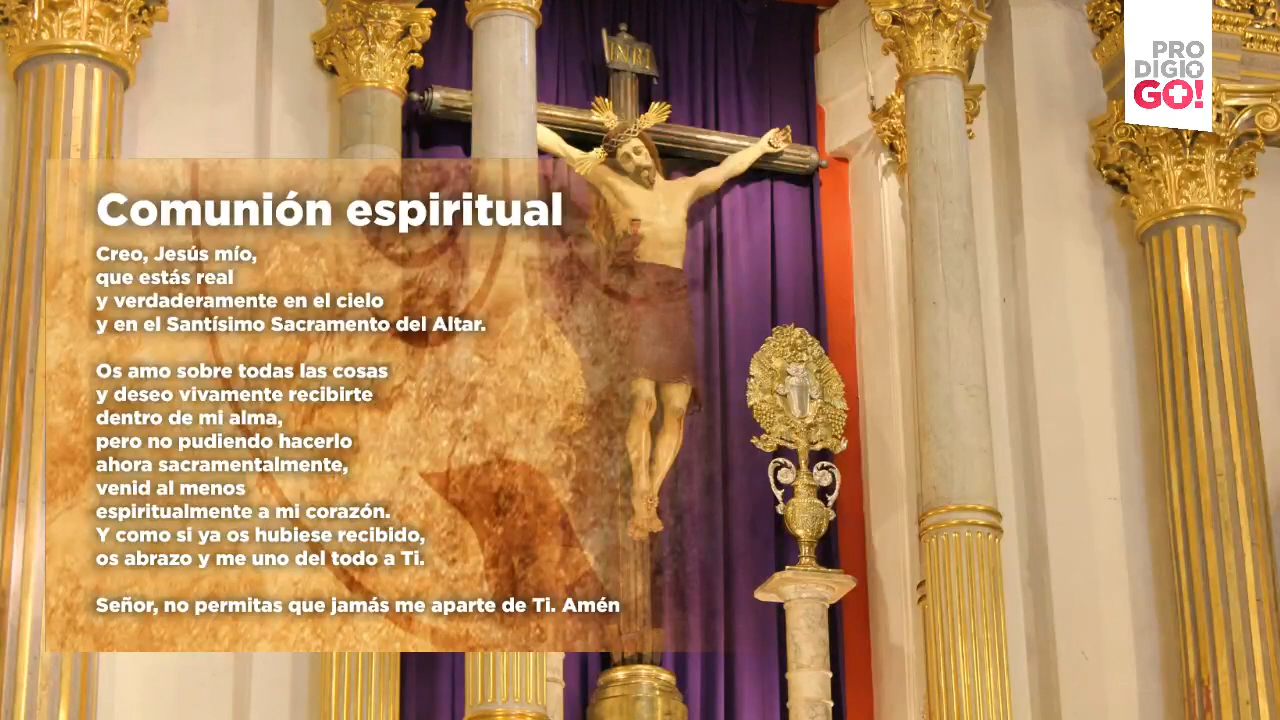 INRI
PRO
DIGIO
GO!
Comunión espiritual
Creo, Jesús mío,
que estás real
y verdaderamente en el cielo
y en el Santísimo Sacramento del Altar.
Os amo sobre todas las cosas
y deseo vivamente recibirte
dentro de mi alma,
pero no pudiendo hacerlo
ahora sacramentalmente,
venid al menos
espiritualmente a mi corazón.
Y como si ya os hubiese recibido,
os abrazo y me uno del todo a Ti.
Señor, no permitas que jamás me aparte de Ti. Amén